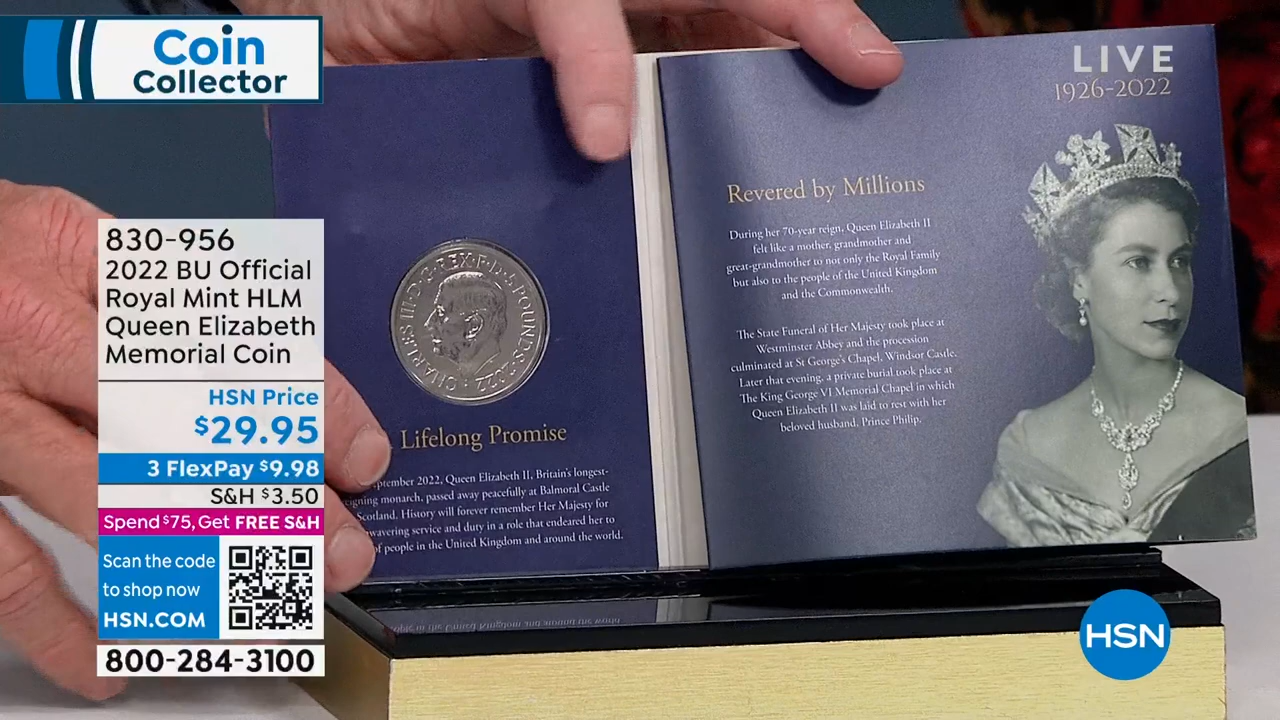 Coin
Collector
LIVE
1926-2022
830-956
2022 BU Official
Royal Mint HLM
Queen Elizabeth
Memorial Coin
HSN Price
$29.95
3 FlexPay $9.98
S&H $3.50
Spend $75, Get FREE S&H
Scan the code
to shop now
HSN.COM
800-284-3100
CHARLES III·D·G·REX·F·D·5 POUNDS·2022
Lifelong Promise
September 2022, Queen Elizabeth II, Britain's longest-
reigning monarch, passed away peacefully at Balmoral Castle
Scotland. History will forever remember Her Majesty for
wavering service and duty in a role that endeared her to
of people in the United Kingdom and around the world.
Revered by Millions
During her 70-year reign, Queen Elizabeth II
felt like a mother, grandmother and
great-grandmother to not only the Royal Family
but also to the people of the United Kingdom
and the Commonwealth.
The State Funeral of Her Majesty took place at
Westminster Abbey and the procession
culminated at St George's Chapel, Windsor Castle.
Later that evening, a private burial took place at
The King George VI Memorial Chapel in which
Queen Elizabeth II was laid to rest with her
beloved husband, Prince Philip.
HSN